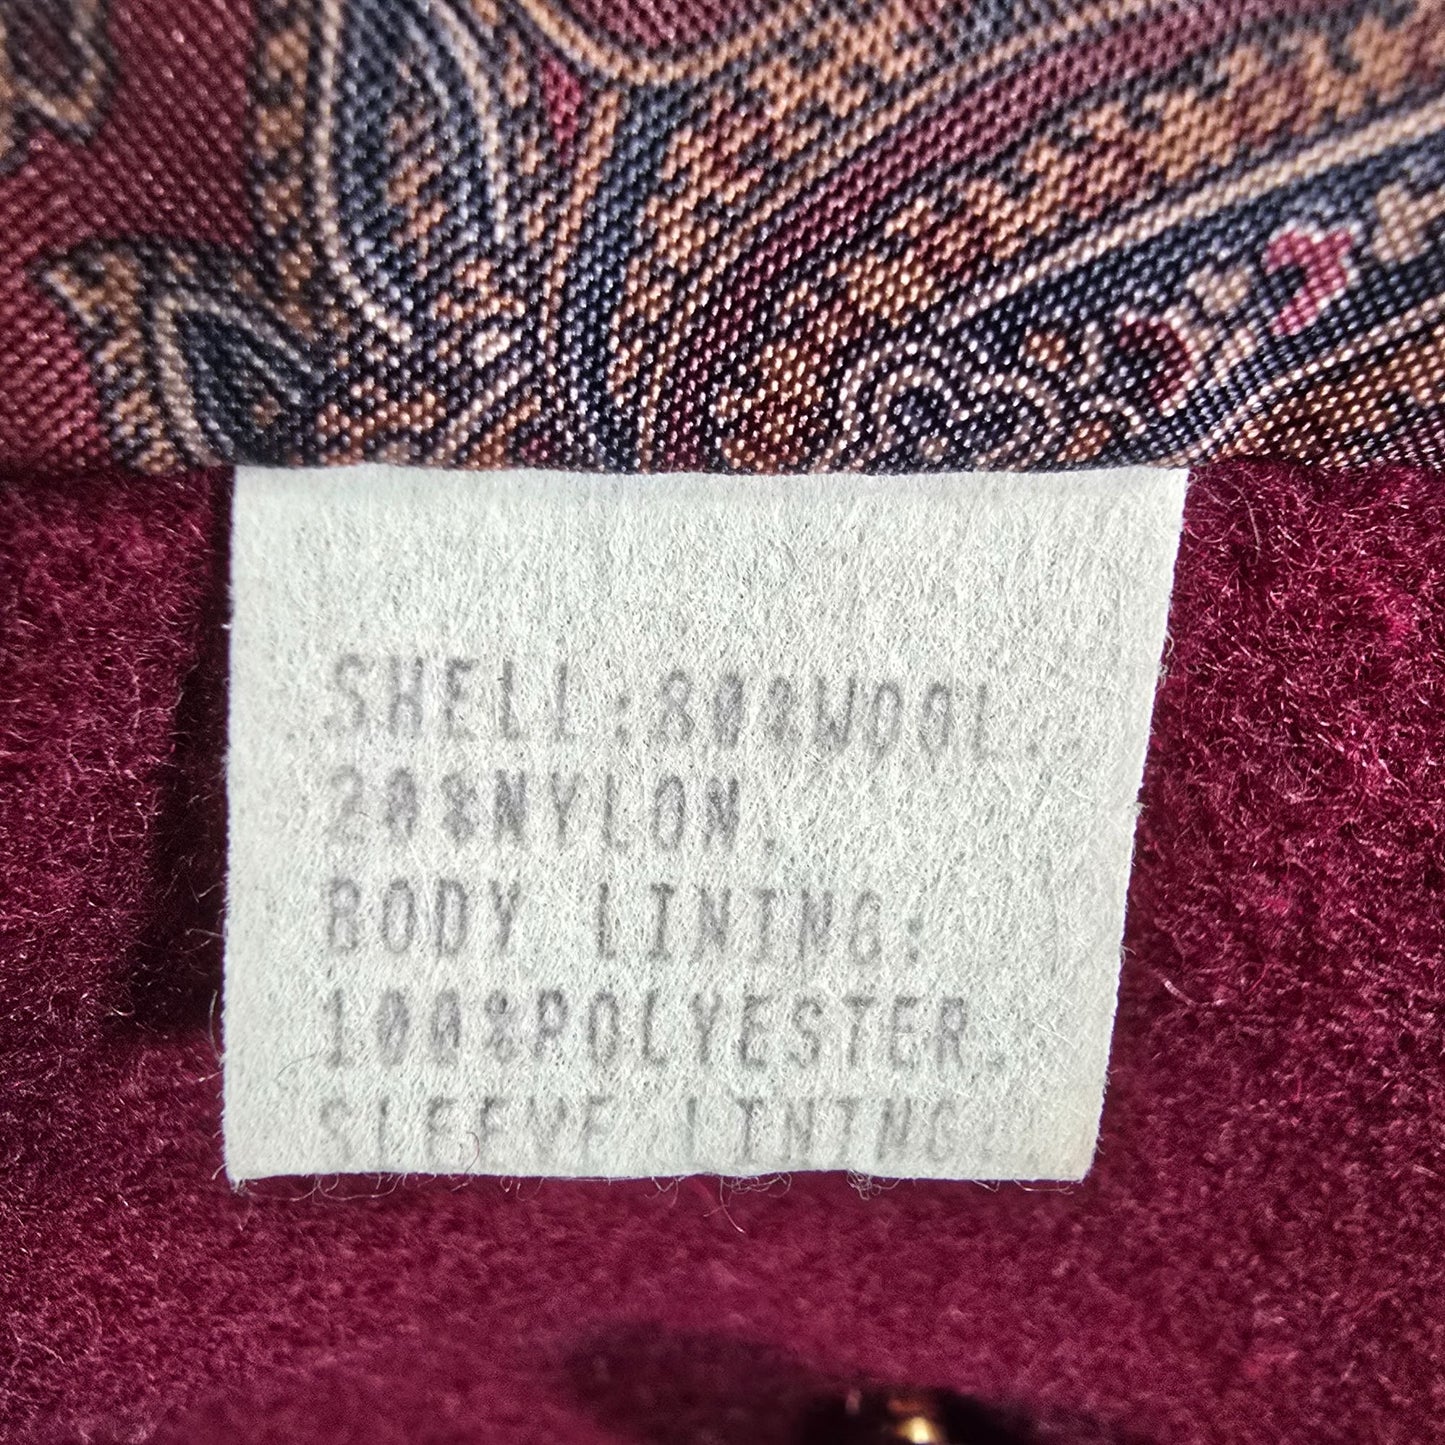 SHELL:80%WOOL.
20%NYLON.
BODY LINING:
100%POLYESTER.
SLEEVE LINING: